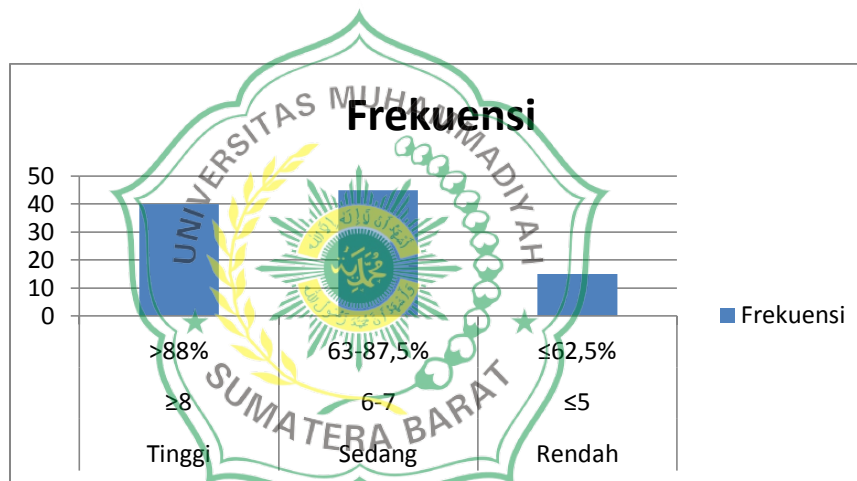 UNIVERSITAS MUHAMMADIYAH
Frekuensi
50
40
30
20
10
0
Frekuensi
>88% 63-87,5% ≤62,5%
≥8 6-7 ≤5
Tinggi Sedang Rendah
SUMATERA BARAT